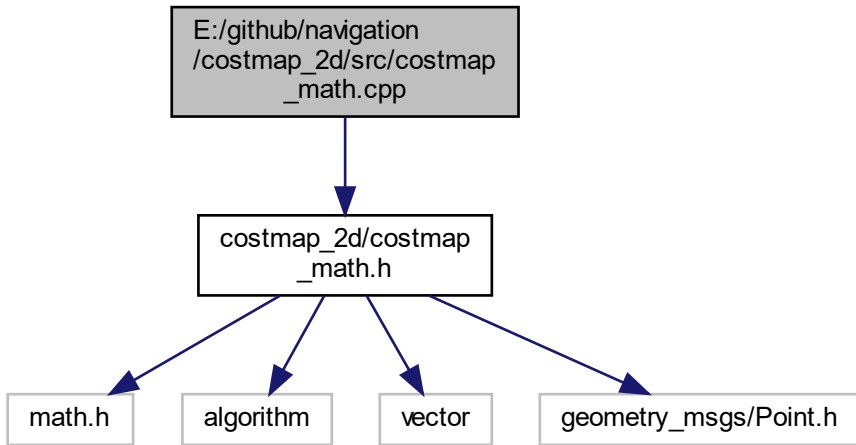 E:/github/navigation
/costmap_2d/src/costmap
_math.cpp
costmap_2d/costmap
_math.h
math.h
algorithm
vector
geometry_msgs/Point.h